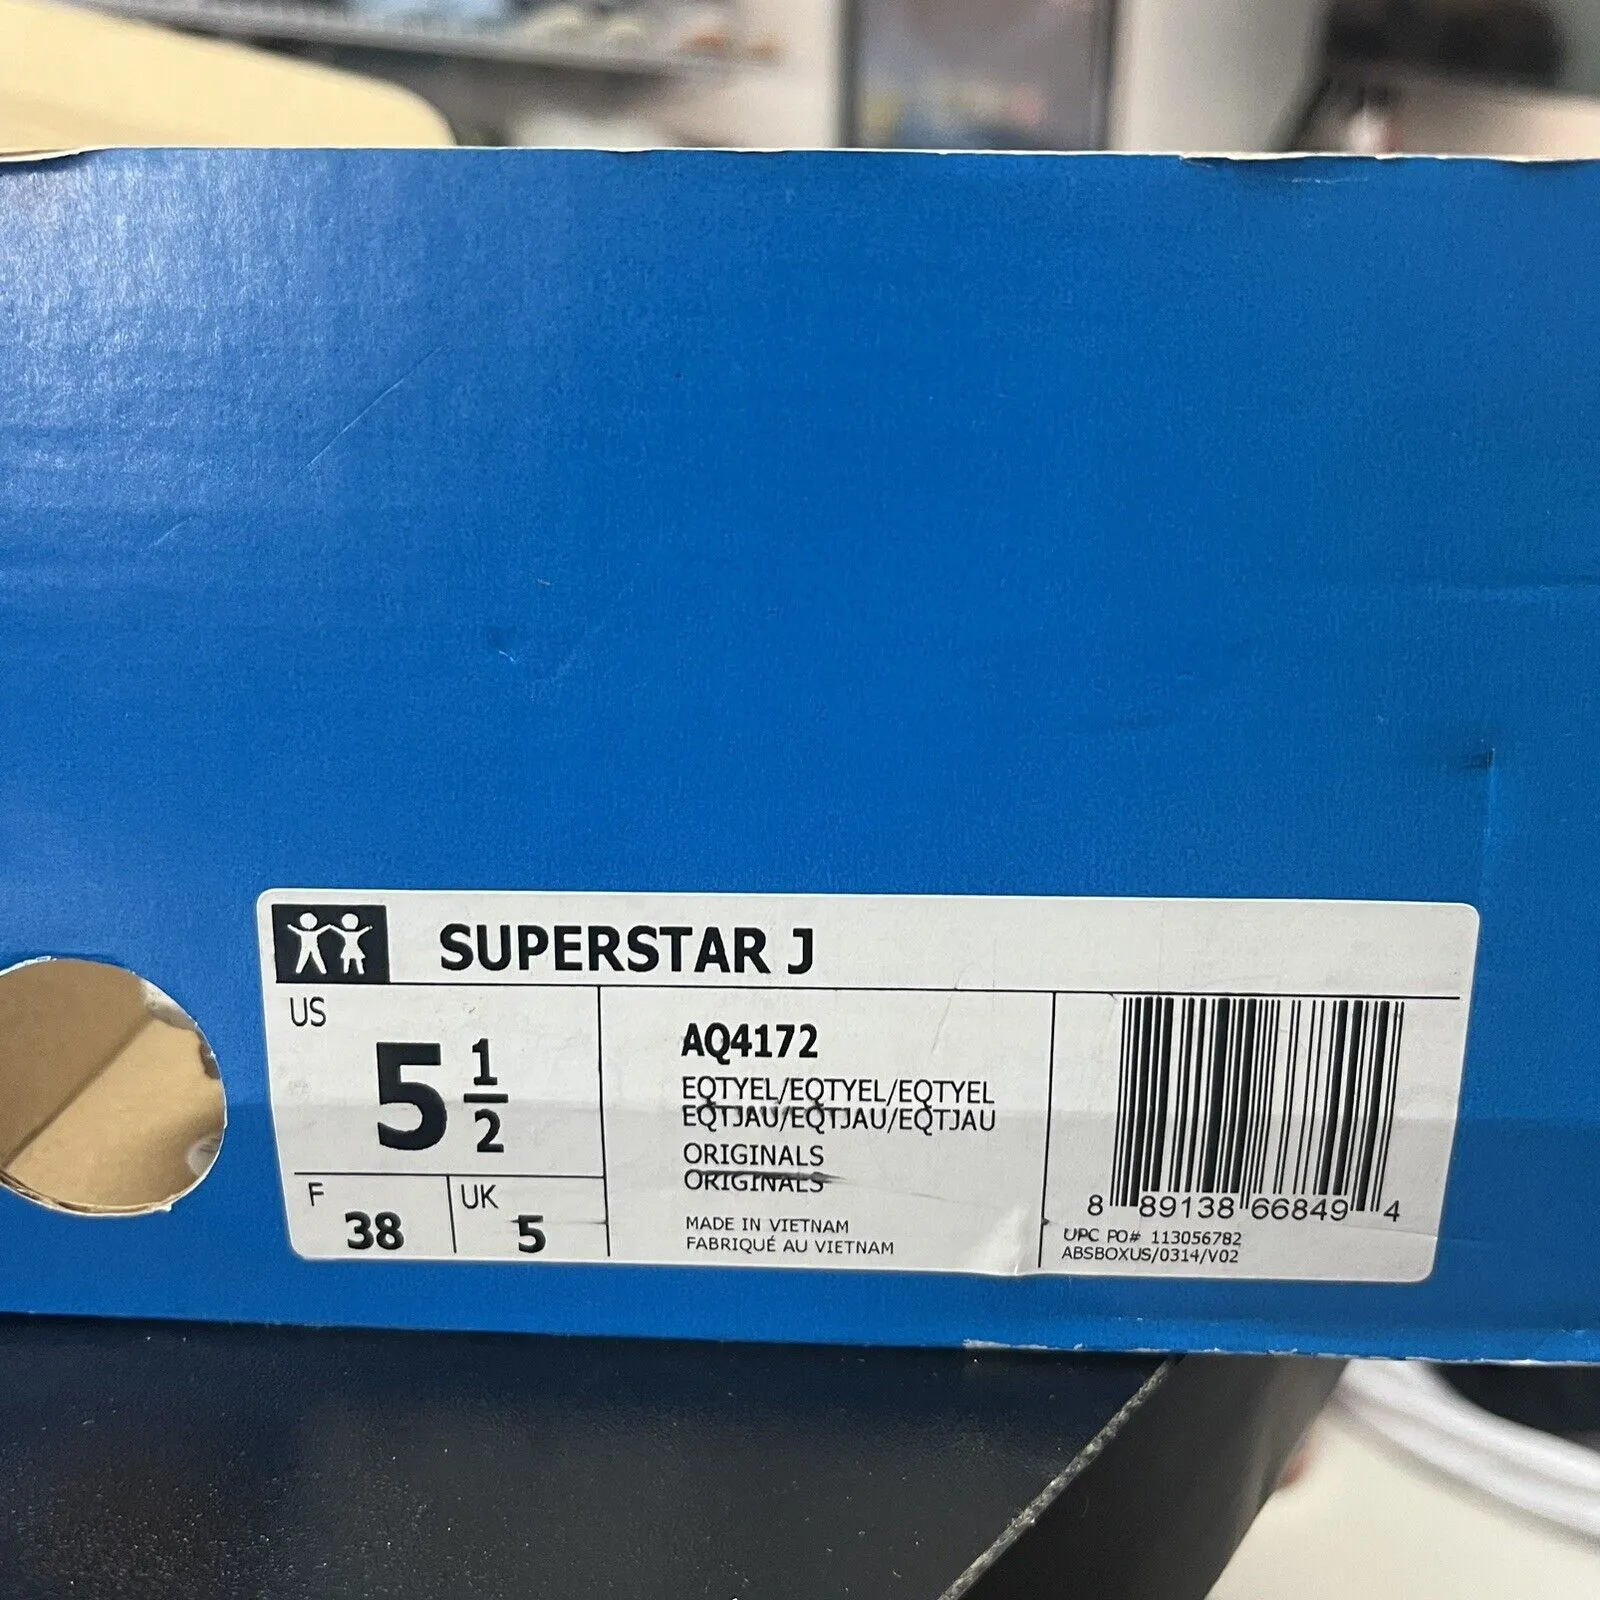 SUPERSTAR J
US
5 1/2
F
38
UK
5
AQ4172
EQTYEL/EQTYEL/EQTYEL
EQTJAU/EQTJAU/EQTJAU
ORIGINALS
ORIGINALS
MADE IN VIETNAM
FABRIQUÉ AU VIETNAM
8 89138 66849 4
UPC PO# 113056782
ABSBOXUS/0314/V02